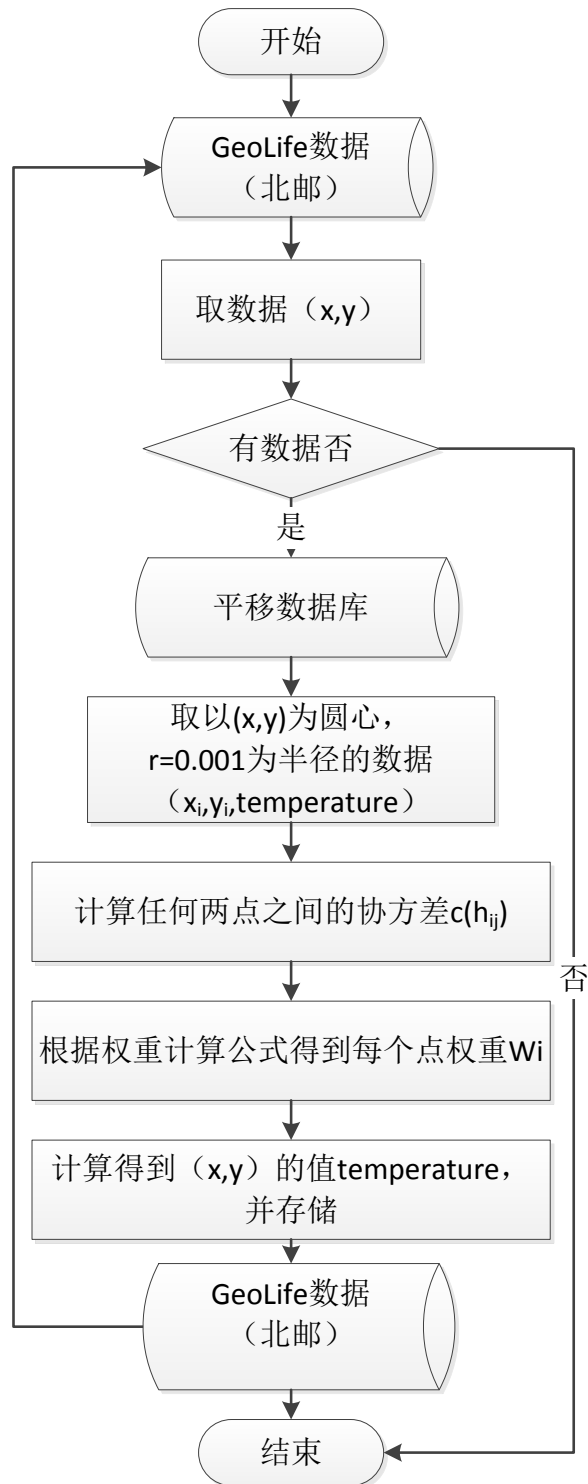 开始
GeoLife数据
（北邮）
取数据（x,y）
有数据否
是
平移数据库
取以(x,y)为圆心，
r=0.001为半径的数据
（xi,yi,temperature）
计算任何两点之间的协方差c(hij)
否
根据权重计算公式得到每个点权重Wi
计算得到（x,y）的值temperature，
并存储
GeoLife数据
（北邮）
结束